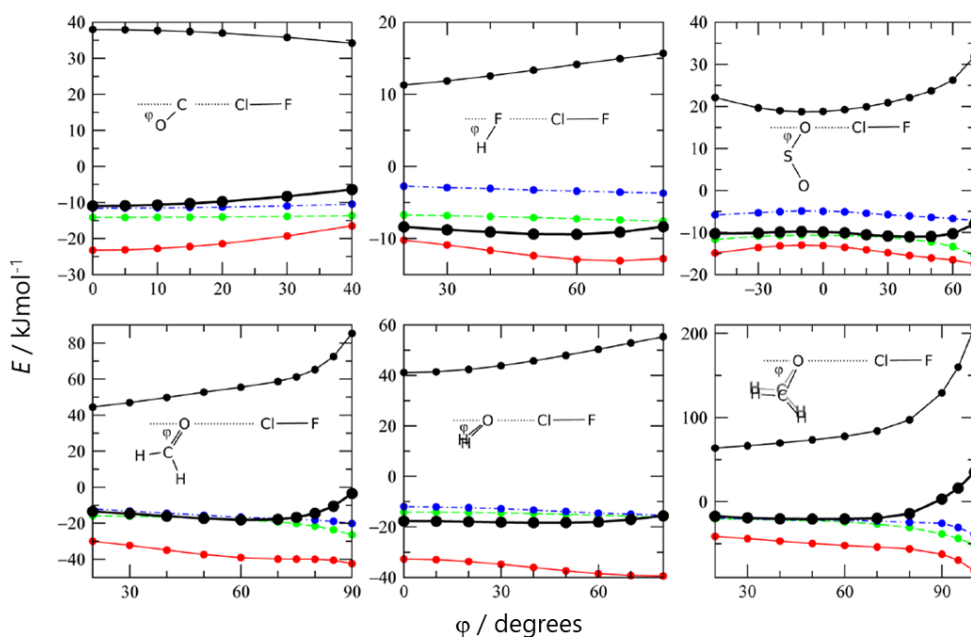 40
30
20
10
0
−10
−20
−30
C Cl F
φ
O
0 10 20 30 40
20
10
0
−10
F Cl F
φ
H
30 60
40
30
20
10
0
−10
−20
O Cl F
φ
S
O
−30 0 30 60
E / kJmol-1
80
60
40
20
0
−20
−40
O Cl F
φ
H C
H
30 60 90
60
40
20
0
−20
−40
O Cl F
φ
H
H
0 30 60
200
100
0
O Cl F
φ
H C
H
H
H
30 60 90
φ / degrees